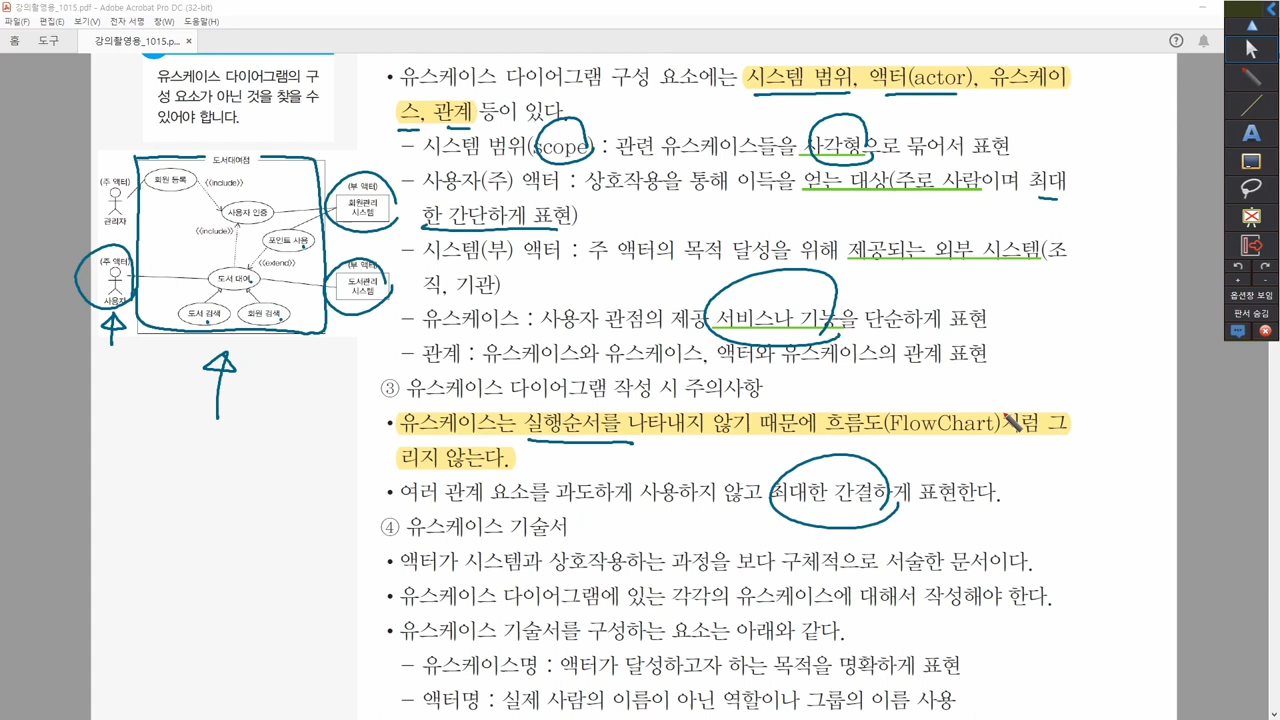 강의촬영용_1015.pdf - Adobe Acrobat Pro DC (32-bit)
파일(F) 편집(E) 보기(V) 전자 서명 창(W) 도움말(H)
홈 도구 강의촬영용_1015.p... ×
유스케이스 다이어그램의 구
성 요소가 아닌 것을 찾을 수
있어야 합니다.
도서대여점
(주 액터)
관리자
회원 등록
<<include>>
사용자 인증
(부 액터)
회원관리
시스템
<<include>>
포인트 사용
<<extend>>
(주 액터)
사용자
도서 대여
(부 액터)
도서관리
시스템
도서 검색
회원 검색
• 유스케이스 다이어그램 구성 요소에는 시스템 범위, 액터(actor), 유스케이
스, 관계 등이 있다.
– 시스템 범위(scope) : 관련 유스케이스들을 사각형으로 묶어서 표현
– 사용자(주) 액터 : 상호작용을 통해 이득을 얻는 대상(주로 사람이며 최대
한 간단하게 표현)
– 시스템(부) 액터 : 주 액터의 목적 달성을 위해 제공되는 외부 시스템(조
직, 기관)
– 유스케이스 : 사용자 관점의 제공 서비스나 기능을 단순하게 표현
– 관계 : 유스케이스와 유스케이스, 액터와 유스케이스의 관계 표현
③ 유스케이스 다이어그램 작성 시 주의사항
• 유스케이스는 실행순서를 나타내지 않기 때문에 흐름도(FlowChart)처럼 그
리지 않는다.
• 여러 관계 요소를 과도하게 사용하지 않고 최대한 간결하게 표현한다.
④ 유스케이스 기술서
• 액터가 시스템과 상호작용하는 과정을 보다 구체적으로 서술한 문서이다.
• 유스케이스 다이어그램에 있는 각각의 유스케이스에 대해서 작성해야 한다.
• 유스케이스 기술서를 구성하는 요소는 아래와 같다.
– 유스케이스명 : 액터가 달성하고자 하는 목적을 명확하게 표현
– 액터명 : 실제 사람의 이름이 아닌 역할이나 그룹의 이름 사용
옵션장 보임
판서 숨김